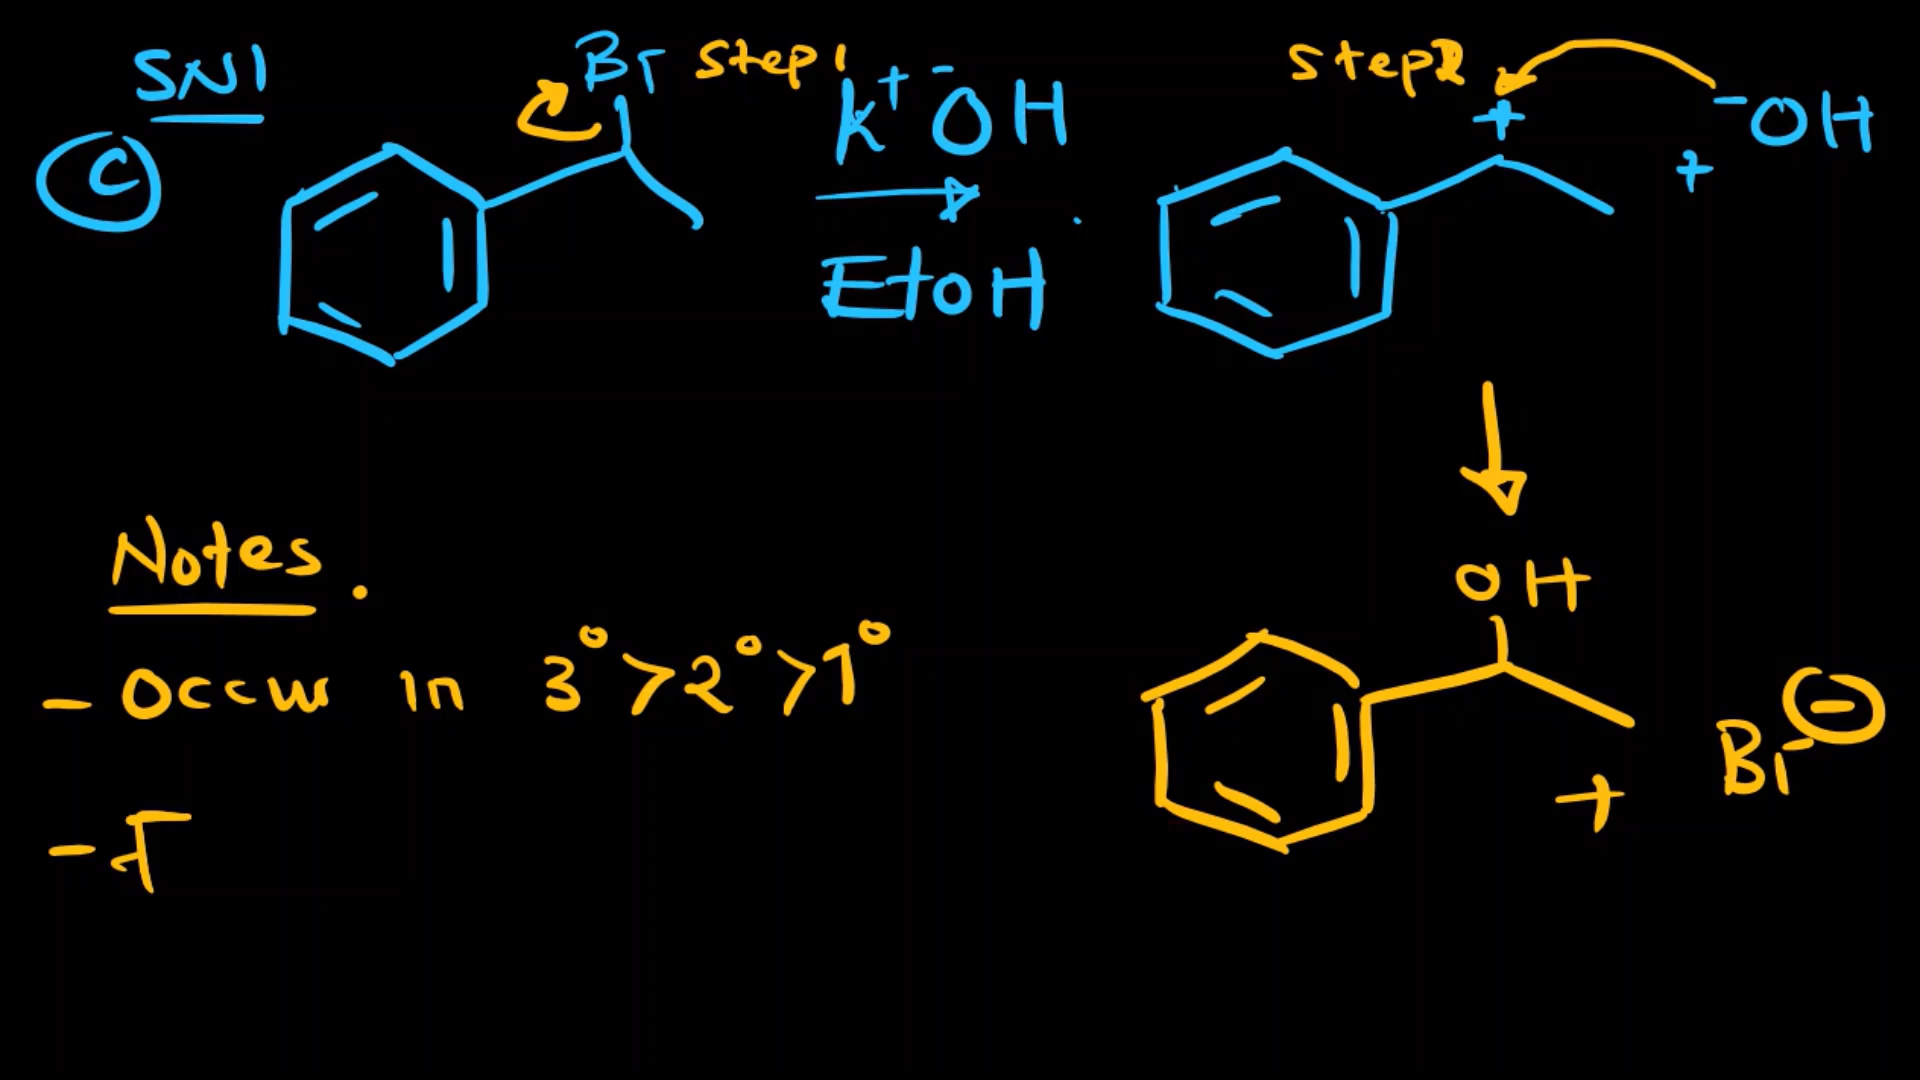 SN1
C
Br
step 1
K+ -OH
EtOH
step 2
+
+ -OH
Notes.
- Occur in 3° > 2° > 1°
-
OH
+ Br-